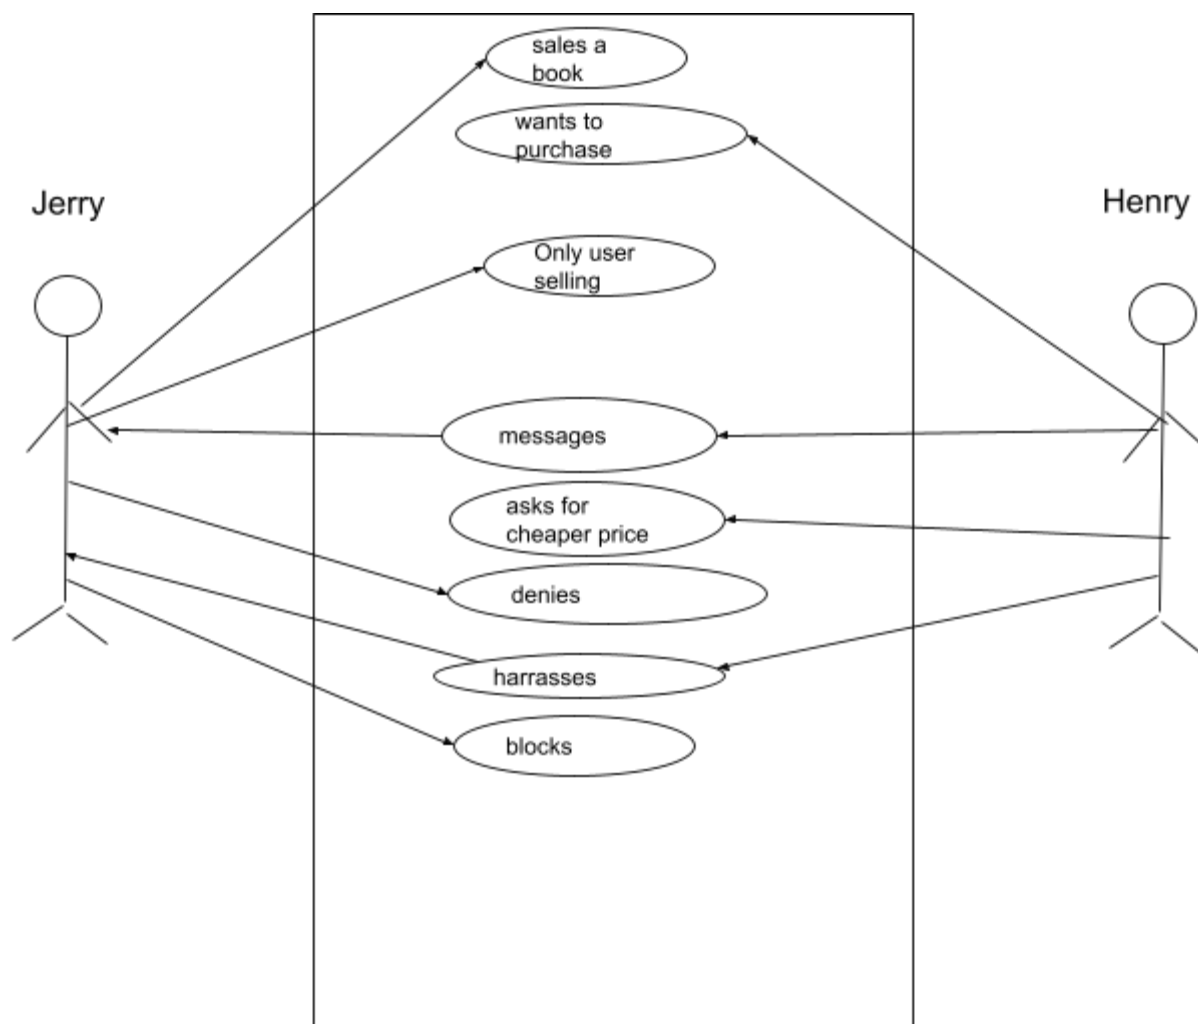 sales a
book
wants to
purchase
Jerry
Henry
Only user
selling
messages
asks for
cheaper price
denies
harrasses
blocks